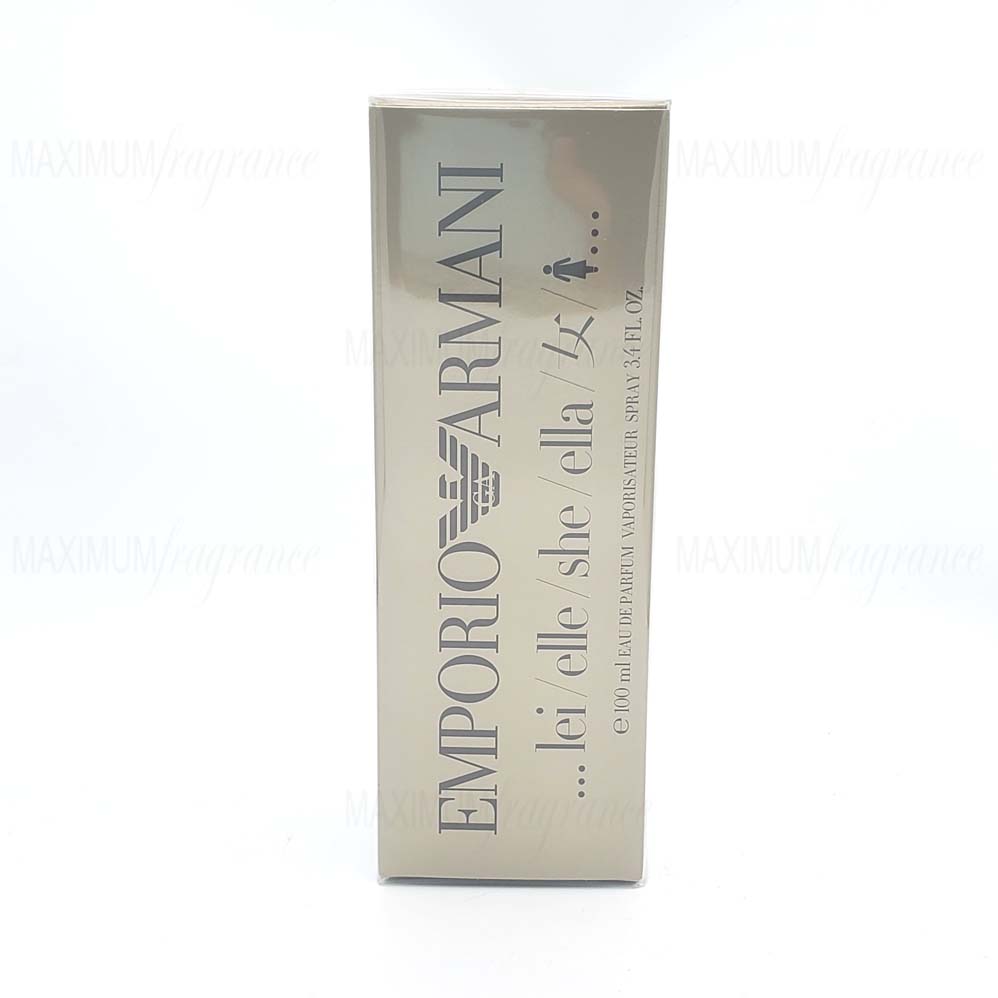 EMPORIO GA ARMANI
... lei / elle / she / ella / 女 / ...
e 100 ml EAU DE PARFUM VAPORISATEUR SPRAY 3.4 FL. OZ.
MAXIMUMfragrance
MAXIMUMfragrance
MAXIMUMfragrance
MAXIMUMfragrance
MAXIMUMfragrance
MAXIMUMfragrance